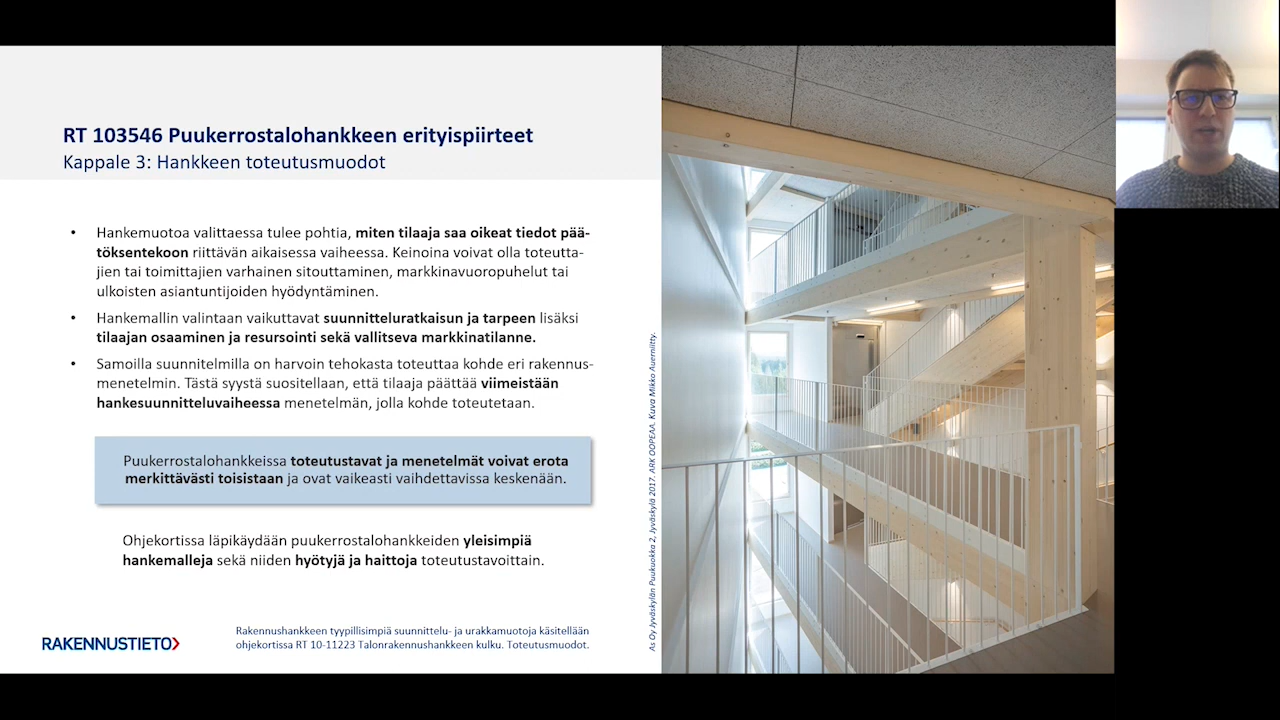 RT 103546 Puukerrostalohankkeen erityispiirteet
Kappale 3: Hankkeen toteutusmuodot
• Hankemuotoa valittaessa tulee pohtia, miten tilaaja saa oikeat tiedot pää-
töksentekoon riittävän aikaisessa vaiheessa. Keinoina voivat olla toteutta-
jien tai toimittajien varhainen sitouttaminen, markkinavuoropuhelut tai
ulkoisten asiantuntijoiden hyödyntäminen.
• Hankemallin valintaan vaikuttavat suunnitteluratkaisun ja tarpeen lisäksi
tilaajan osaaminen ja resursointi sekä vallitseva markkinatilanne.
• Samoilla suunnitelmilla on harvoin tehokasta toteuttaa kohde eri rakennus-
menetelmin. Tästä syystä suositellaan, että tilaaja päättää viimeistään
hankesuunnitteluvaiheessa menetelmän, jolla kohde toteutetaan.
Puukerrostalohankkeissa toteutustavat ja menetelmät voivat erota
merkittävästi toisistaan ja ovat vaikeasti vaihdettavissa keskenään.
Ohjekortissa läpikäydään puukerrostalohankkeiden yleisimpiä
hankemalleja sekä niiden hyötyjä ja haittoja toteutustavoittain.
RAKENNUSTIETO
Rakennushankkeen tyypillisimpiä suunnittelu- ja urakkamuotoja käsitellään
ohjekortissa RT 10-11223 Talonrakennushankkeen kulku. Toteutusmuodot.
As Oy Jyväskylän Puukuokka 2, Jyväskylä 2017. ARK OOPEAA. Kuva Mikko Auerniitty.